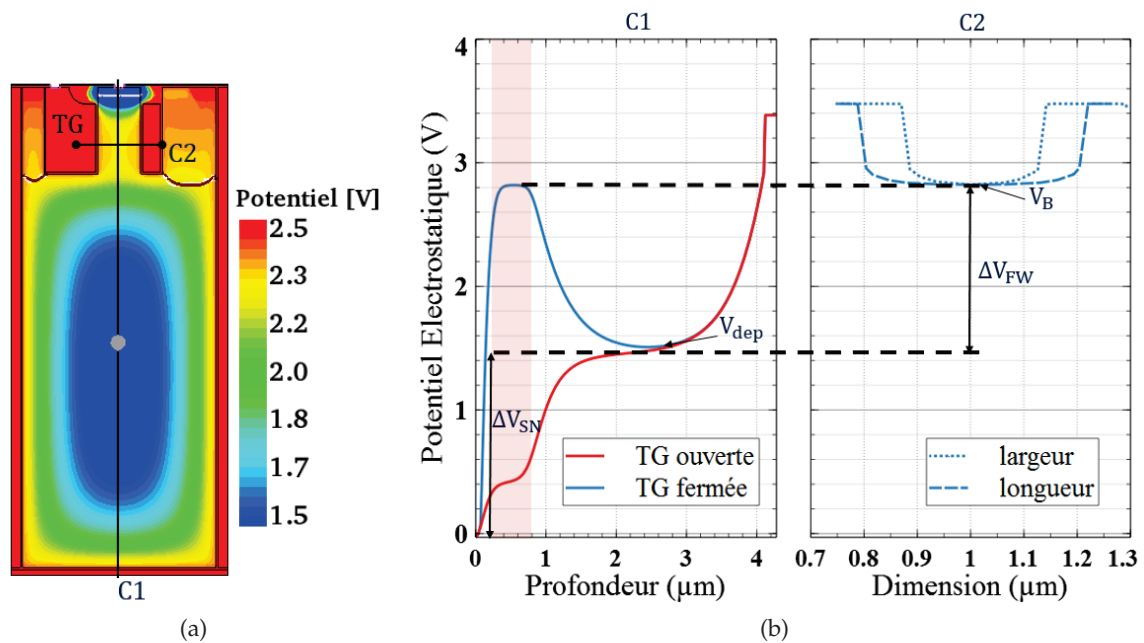 TG
C2
Potentiel [V]
2.5
2.3
2.2
2.0
1.8
1.7
1.5
C1
(a)
C1
C2
Potentiel Electrostatique (V)
4
3
2
1
0
V_B
ΔV_FW
V_dep
ΔV_SN
TG ouverte
TG fermée
largeur
longueur
0 1 2 3 4
0.7 0.8 0.9 1 1.1 1.2 1.3
Profondeur (µm)
Dimension (µm)
(b)